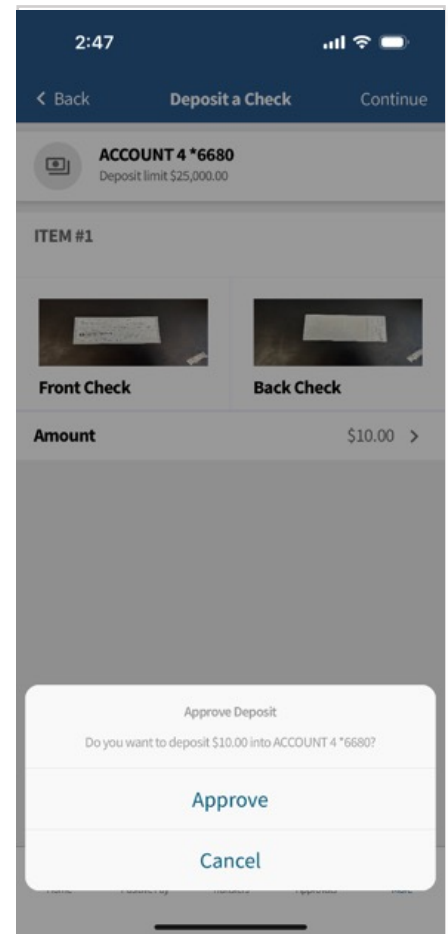 2:47
Back Deposit a Check Continue
ACCOUNT 4 *6680
Deposit limit $25,000.00
ITEM #1
Front Check Back Check
Amount $10.00
Approve Deposit
Do you want to deposit $10.00 into ACCOUNT 4 *6680?
Approve
Cancel